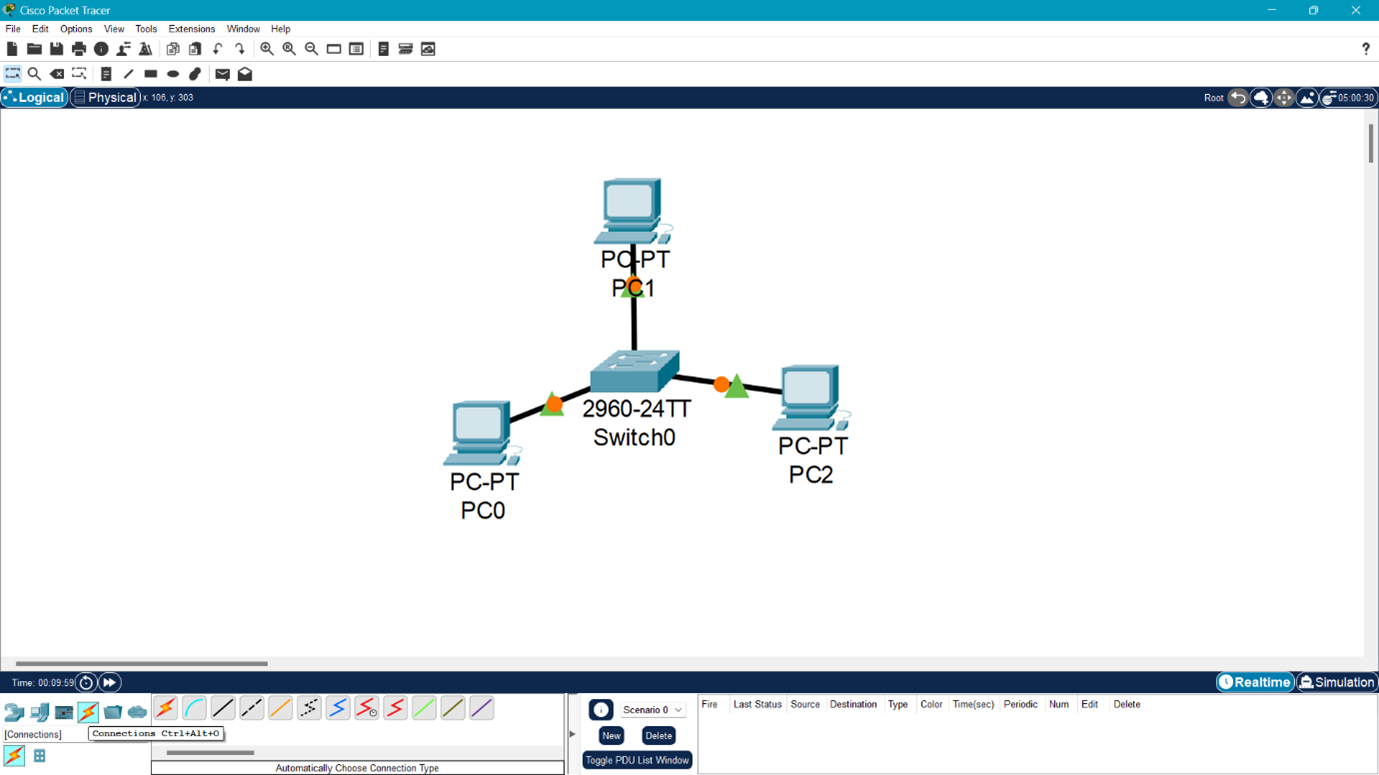 Cisco Packet Tracer
File Edit Options View Tools Extensions Window Help
?
Logical Physical x: 106, y: 303 Root 05:00:30
PC-PT
PC1
2960-24TT
Switch0
PC-PT
PC2
PC-PT
PC0
Time: 00:09:59 Realtime Simulation
Scenario 0
Fire Last Status Source Destination Type Color Time(sec) Periodic Num Edit Delete
[Connections] Connections Ctrl+Alt+O
New Delete
Toggle PDU List Window
Automatically Choose Connection Type